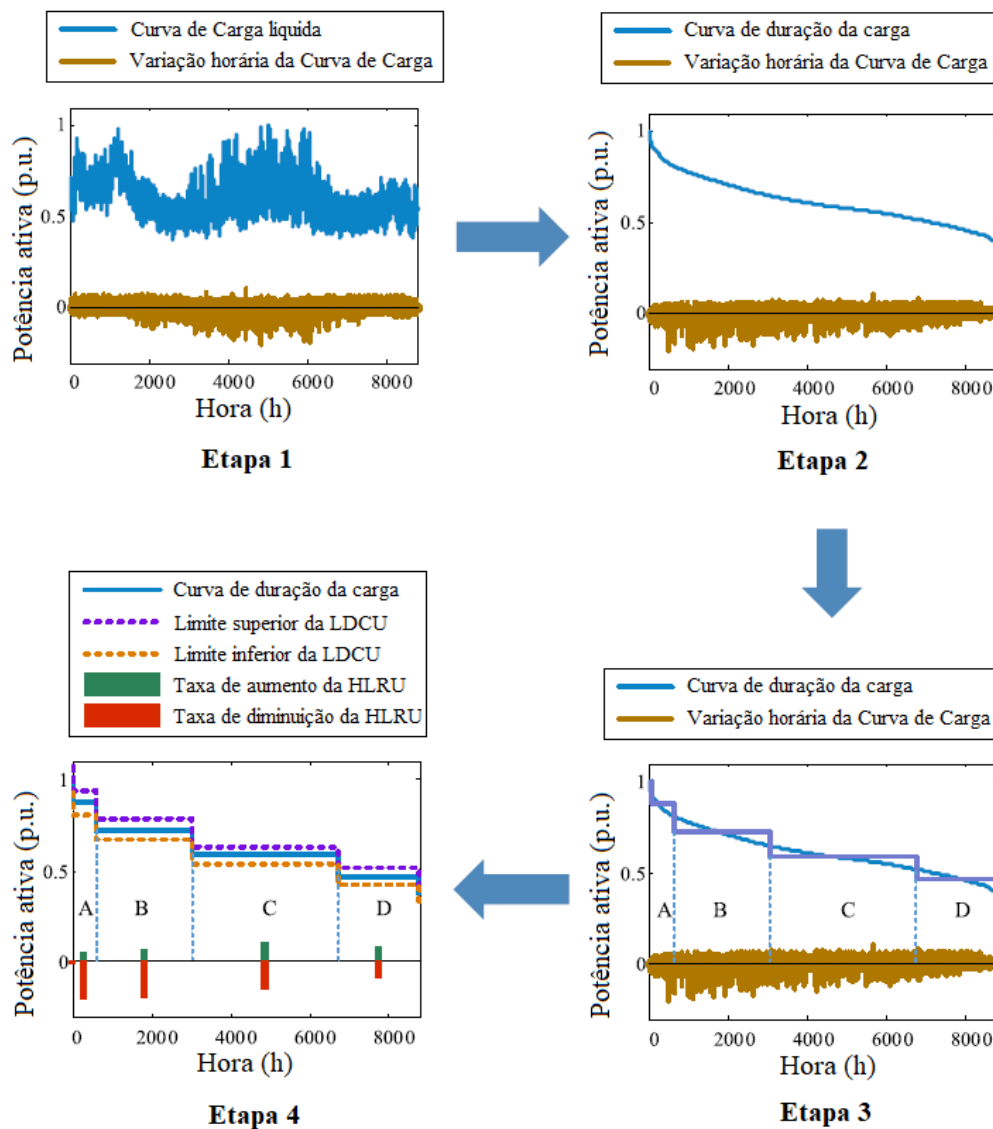 Curva de Carga liquida
Variação horária da Curva de Carga
Potência ativa (p.u.)
1
0.5
0
0 2000 4000 6000 8000
Hora (h)
Etapa 1
Curva de duração da carga
Variação horária da Curva de Carga
Potência ativa (p.u.)
1
0.5
0
0 2000 4000 6000 8000
Hora (h)
Etapa 2
Curva de duração da carga
Limite superior da LDCU
Limite inferior da LDCU
Taxa de aumento da HLRU
Taxa de diminuição da HLRU
Potência ativa (p.u.)
1
0.5
0
A B C D
0 2000 4000 6000 8000
Hora (h)
Etapa 4
Curva de duração da carga
Variação horária da Curva de Carga
Potência ativa (p.u.)
1
0.5
0
A B C D
0 2000 4000 6000 8000
Hora (h)
Etapa 3